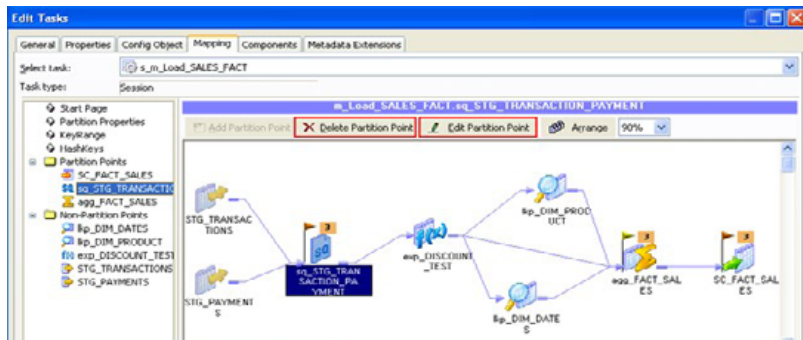 Edit Tasks
General Properties Config Object Mapping Components Metadata Extensions
Select task: s_m_Load_SALES_FACT
Task type: Session
m_Load_SALES_FACT.sq_STG_TRANSACTION_PAYMENT
Add Partition Point Delete Partition Point Edit Partition Point Arrange 90%
Start Page
Partition Properties
KeyRange
HashKeys
Partition Points
SC_FACT_SALES
sq_STG_TRANSACTIO
agg_FACT_SALES
Non-Partition Points
lkp_DIM_DATES
lkp_DIM_PRODUCT
exp_DISCOUNT_TEST
STG_TRANSACTIONS
STG_PAYMENTS
STG_TRANSAC
TIONS
STG_PAYMENT
S
3
sq_STG_TRAN
SACTION_PA
YMENT
f(x)
exp_DISCOUNT
_TEST
lkp_DIM_PROD
UCT
lkp_DIM_DATE
S
3
agg_FACT_SAL
ES
3
SC_FACT_SAL
ES